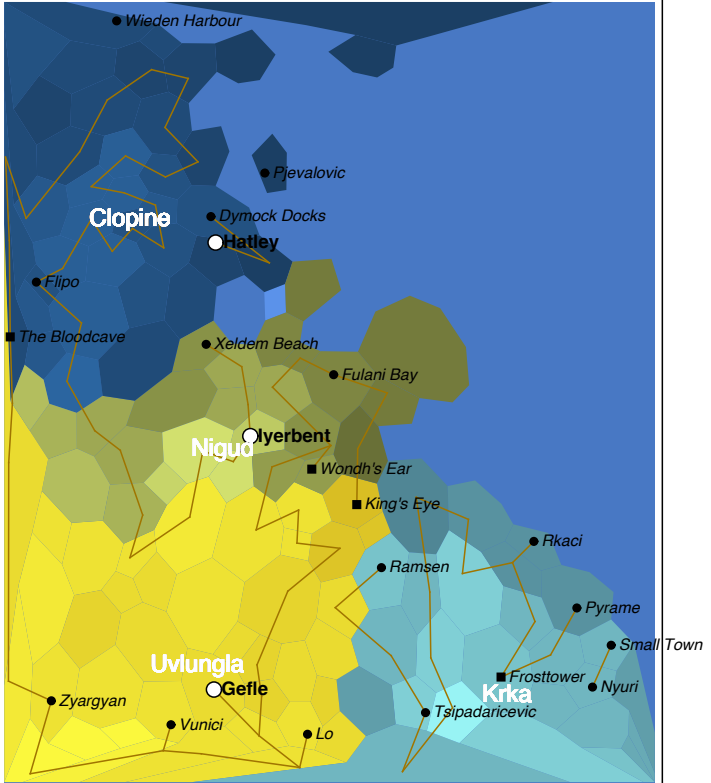 Wieden Harbour
Pjevalovic
Clopine
Dymock Docks
Hatley
Flipo
The Bloodcave
Xeldem Beach
Fulani Bay
Nigud
Iyerbent
Wondh's Ear
King's Eye
Rkaci
Ramsen
Pyrame
Small Town
Uvlungla
Gefle
Frosttower
Krka
Nyuri
Zyargyan
Tsipadaricevic
Vunici
Lo